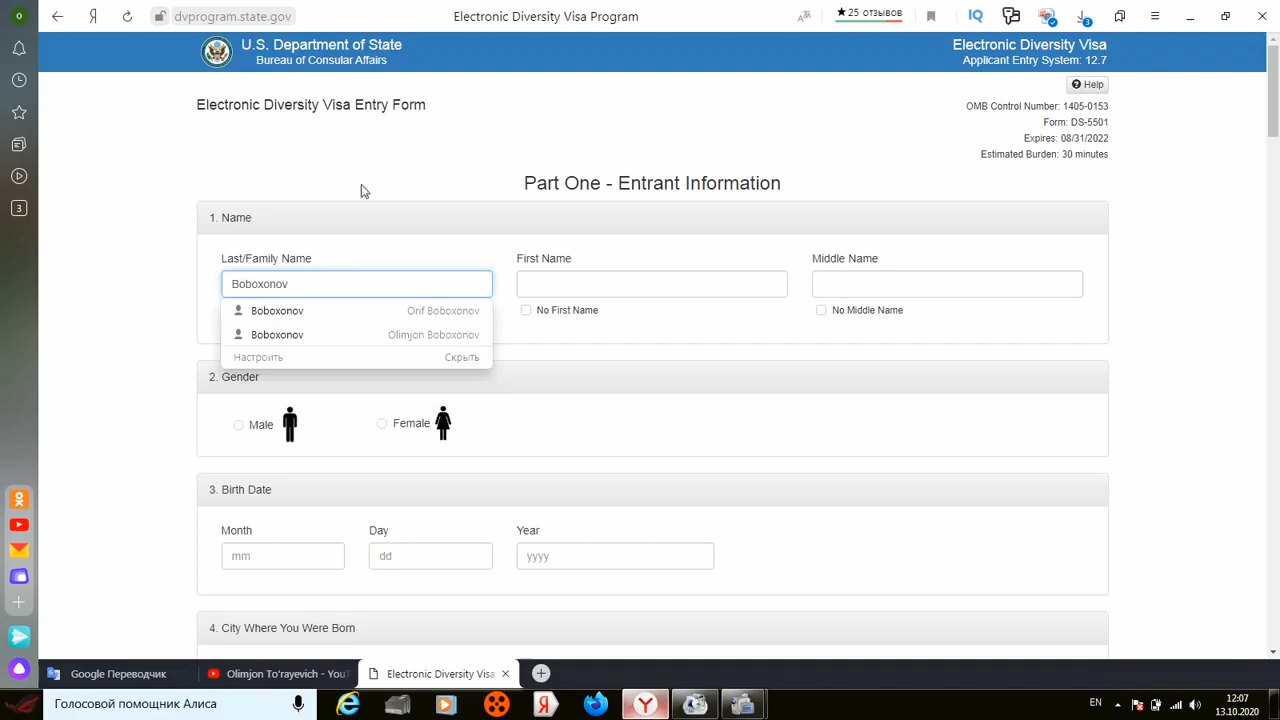 dvprogram.state.gov
Electronic Diversity Visa Program
★25 отзывов
U.S. Department of State
Bureau of Consular Affairs
Electronic Diversity Visa
Applicant Entry System: 12.7
Help
Electronic Diversity Visa Entry Form
OMB Control Number: 1405-0153
Form: DS-5501
Expires: 08/31/2022
Estimated Burden: 30 minutes
Part One - Entrant Information
1. Name
Last/Family Name
First Name
Middle Name
Boboxonov
Boboxonov Orif Boboxonov
No First Name
No Middle Name
Boboxonov Olimjon Boboxonov
Настроить Скрыть
2. Gender
Male
Female
3. Birth Date
Month
Day
Year
mm
dd
yyyy
4. City Where You Were Born
Google Переводчик
Olimjon To'rayevich - YouT
Electronic Diversity Visa
Голосовой помощник Алиса
EN
12:07
13.10.2020